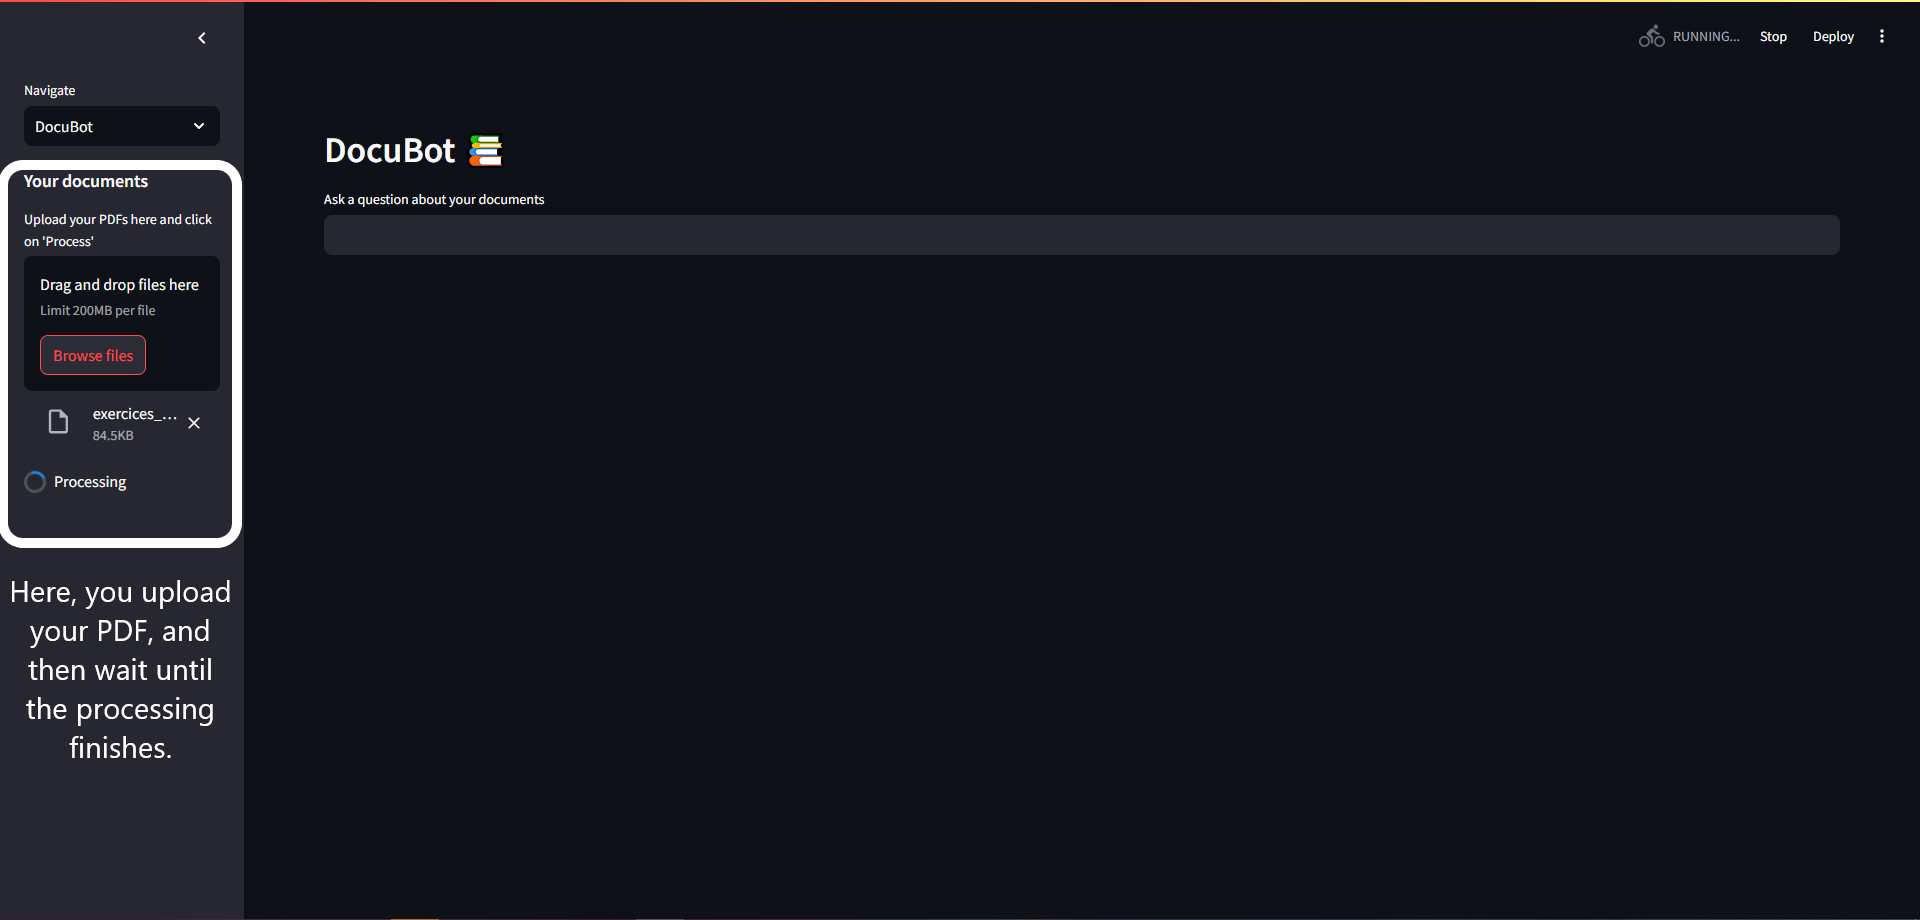 RUNNING...
Stop
Deploy
Navigate
DocuBot
Your documents
Upload your PDFs here and click
on 'Process'
Drag and drop files here
Limit 200MB per file
Browse files
exercices_...
84.5KB
Processing
Here, you upload
your PDF, and
then wait until
the processing
finishes.
DocuBot
Ask a question about your documents